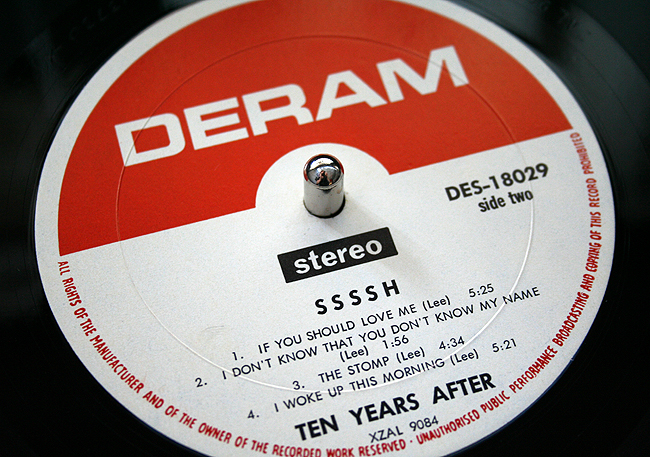 DERAM
DES-18029
side two
stereo
SSSSH
1. IF YOU SHOULD LOVE ME (Lee) 5:25
2. I DON'T KNOW THAT YOU DON'T KNOW MY NAME
(Lee) 1:56
3. THE STOMP (Lee) 4:34
4. I WOKE UP THIS MORNING (Lee) 5:21
TEN YEARS AFTER
XZAL 9084
ALL RIGHTS OF THE MANUFACTURER AND OF THE OWNER OF THE RECORDED WORK RESERVED · UNAUTHORISED PUBLIC PERFORMANCE BROADCASTING AND COPYING OF THIS RECORD PROHIBITED